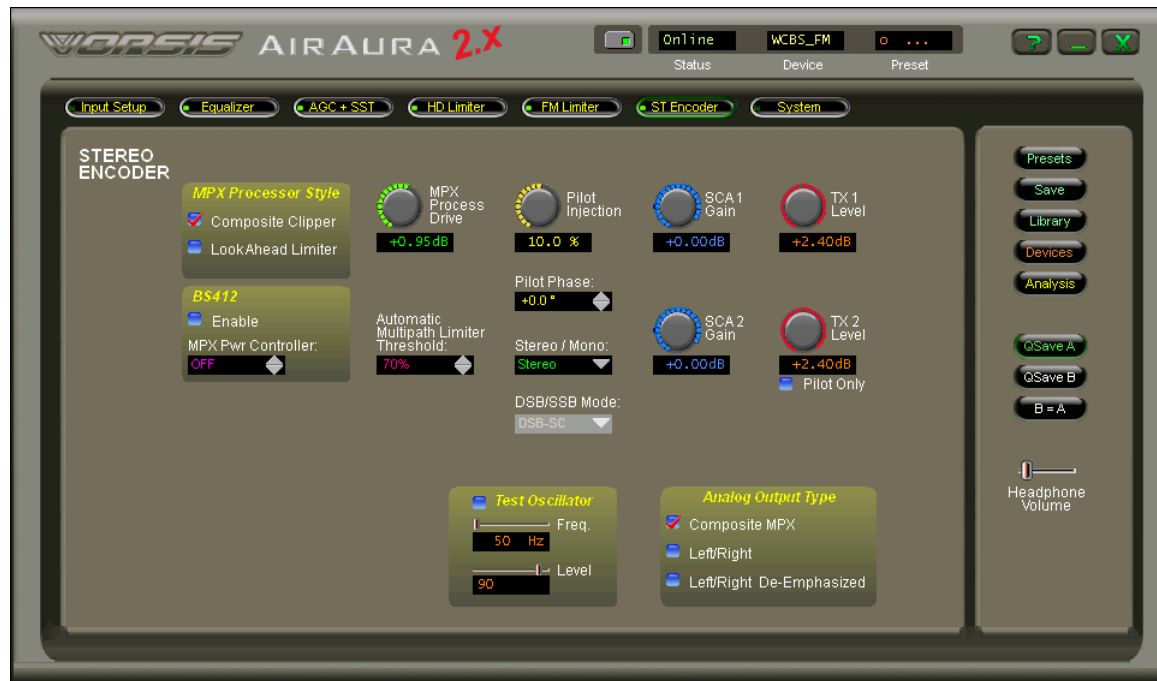 VORSIS AIRAURA 2.X
Online WCBS_FM o ...
Status Device Preset
? _ X
Input Setup Equalizer AGC + SST HD Limiter FM Limiter ST Encoder System
STEREO
ENCODER
MPX Processor Style
Composite Clipper
LookAhead Limiter
BS412
Enable
MPX Pwr Controller:
OFF
MPX
Process
Drive
+0.95dB
Automatic
Multipath Limiter
Threshold:
70%
Pilot
Injection
10.0 %
Pilot Phase:
+0.0°
Stereo / Mono:
Stereo
DSB/SSB Mode:
DSB-SC
SCA 1
Gain
+0.00dB
SCA 2
Gain
+0.00dB
TX 1
Level
+2.40dB
TX 2
Level
+2.40dB
Pilot Only
Test Oscillator
Freq.
50 Hz
Level
90
Analog Output Type
Composite MPX
Left/Right
Left/Right De-Emphasized
Presets
Save
Library
Devices
Analysis
QSave A
QSave B
B = A
Headphone
Volume